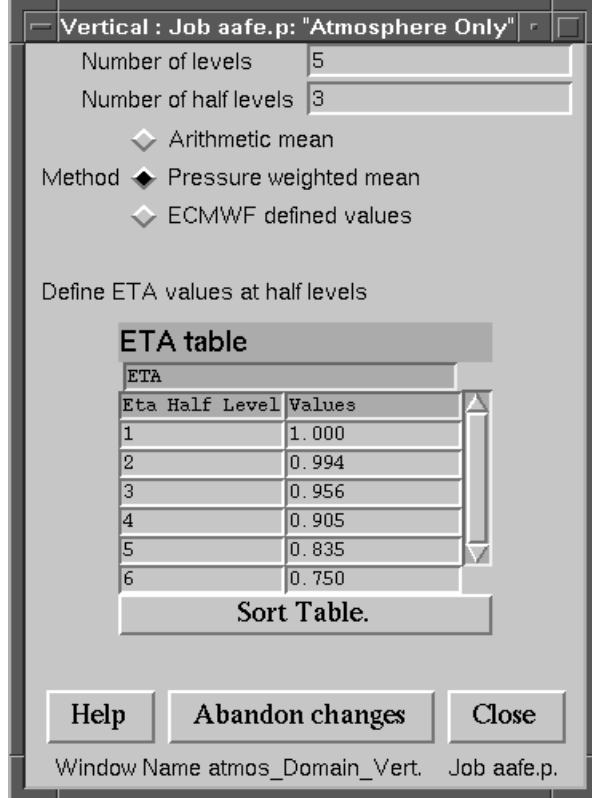 Vertical : Job aafe.p: "Atmosphere Only"
Number of levels 5
Number of half levels 3
Arithmetic mean
Method Pressure weighted mean
ECMWF defined values
Define ETA values at half levels
ETA table
ETA
Eta Half Level Values
1 1.000
2 0.994
3 0.956
4 0.905
5 0.835
6 0.750
Sort Table.
Help Abandon changes Close
Window Name atmos_Domain_Vert. Job aafe.p.